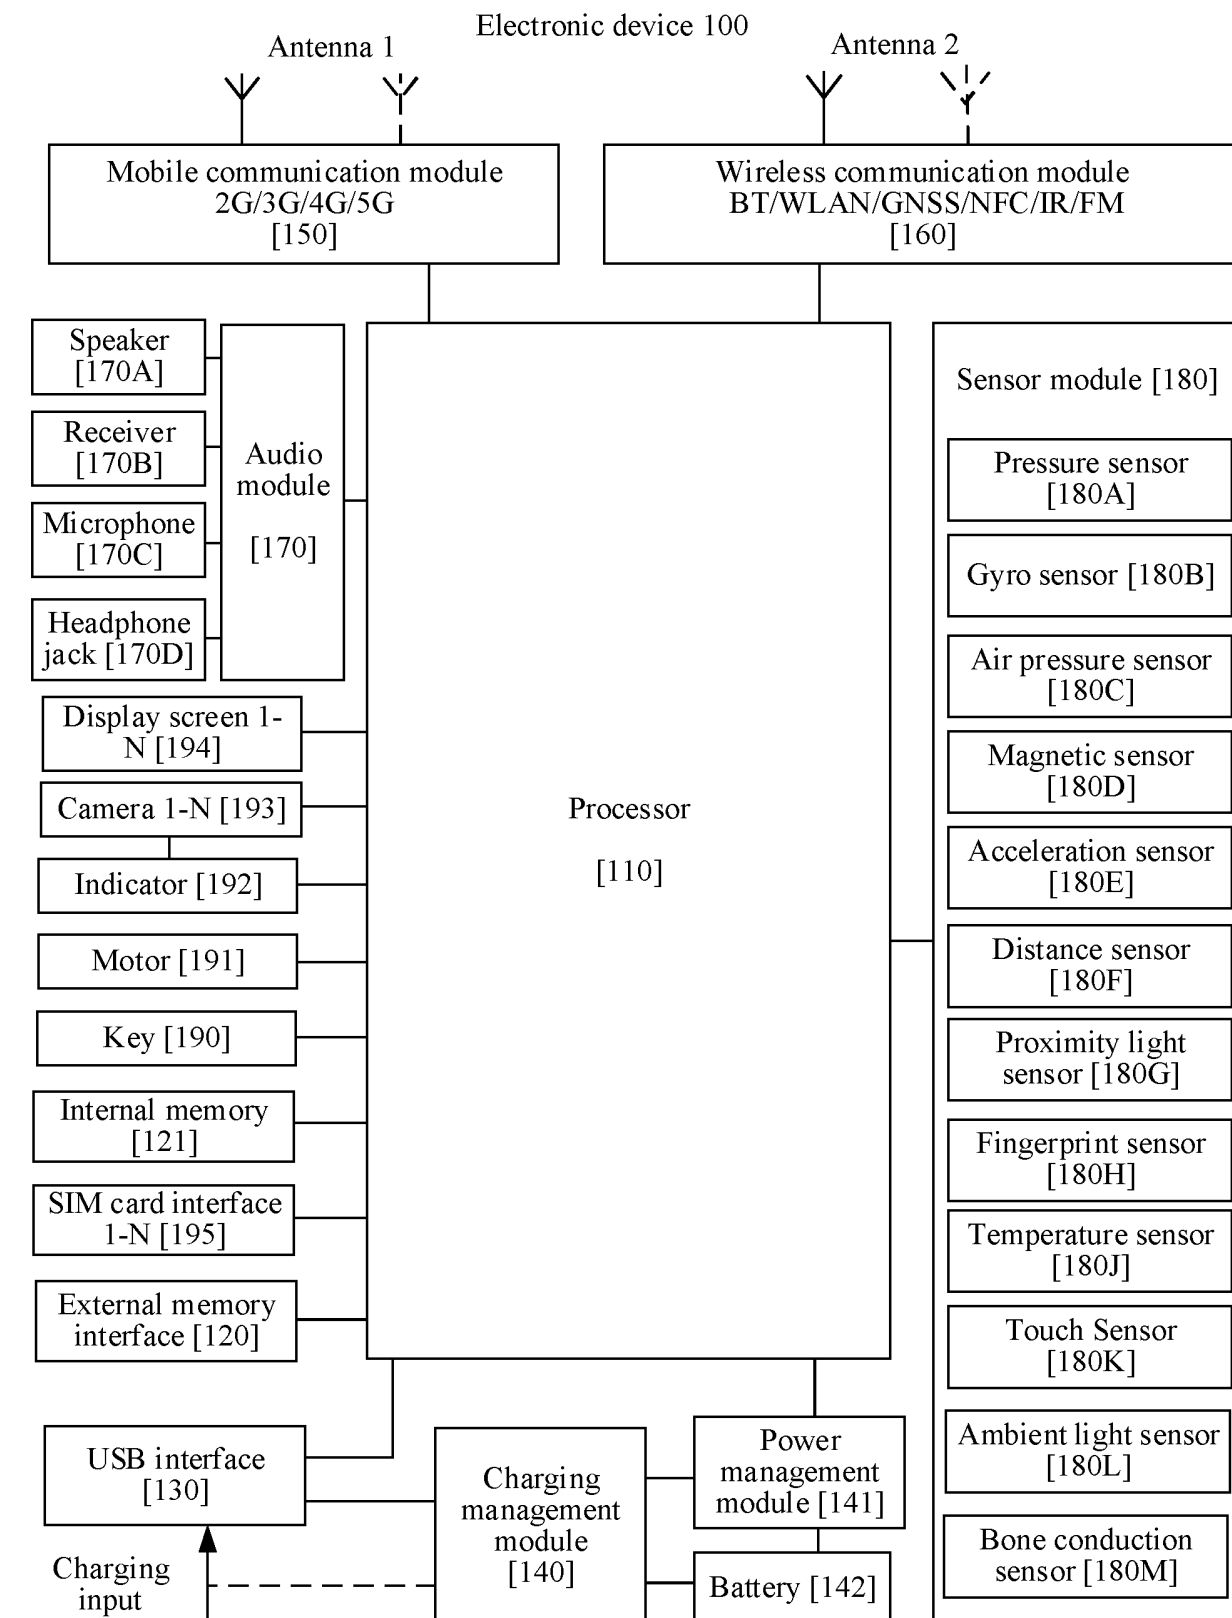 Electronic device 100
Antenna 1
Antenna 2
Mobile communication module
2G/3G/4G/5G
[150]
Wireless communication module
BT/WLAN/GNSS/NFC/IR/FM
[160]
Speaker
[170A]
Receiver
[170B]
Microphone
[170C]
Headphone
jack [170D]
Audio
module
[170]
Display screen 1-
N [194]
Camera 1-N [193]
Indicator [192]
Motor [191]
Key [190]
Internal memory
[121]
SIM card interface
1-N [195]
External memory
interface [120]
Processor
[110]
Sensor module [180]
Pressure sensor
[180A]
Gyro sensor [180B]
Air pressure sensor
[180C]
Magnetic sensor
[180D]
Acceleration sensor
[180E]
Distance sensor
[180F]
Proximity light
sensor [180G]
Fingerprint sensor
[180H]
Temperature sensor
[180J]
Touch Sensor
[180K]
Ambient light sensor
[180L]
Bone conduction
sensor [180M]
USB interface
[130]
Charging
input
Charging
management
module
[140]
Power
management
module [141]
Battery [142]